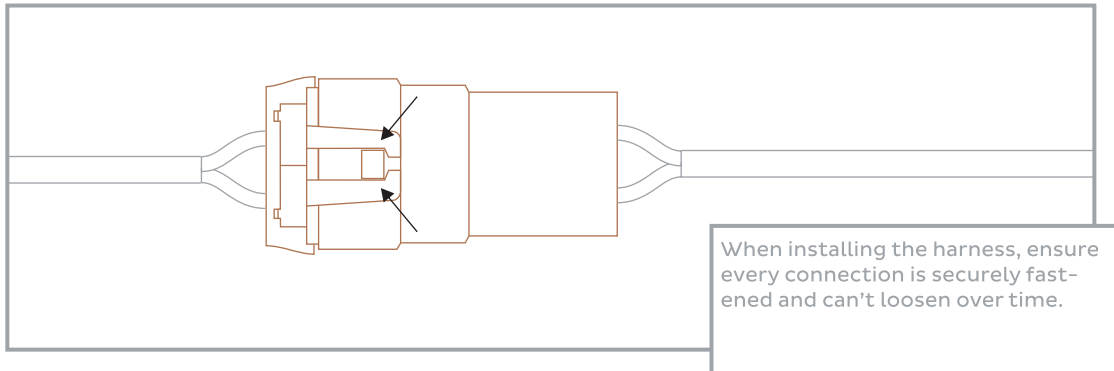 When installing the harness, ensure
every connection is securely fast-
ened and can’t loosen over time.